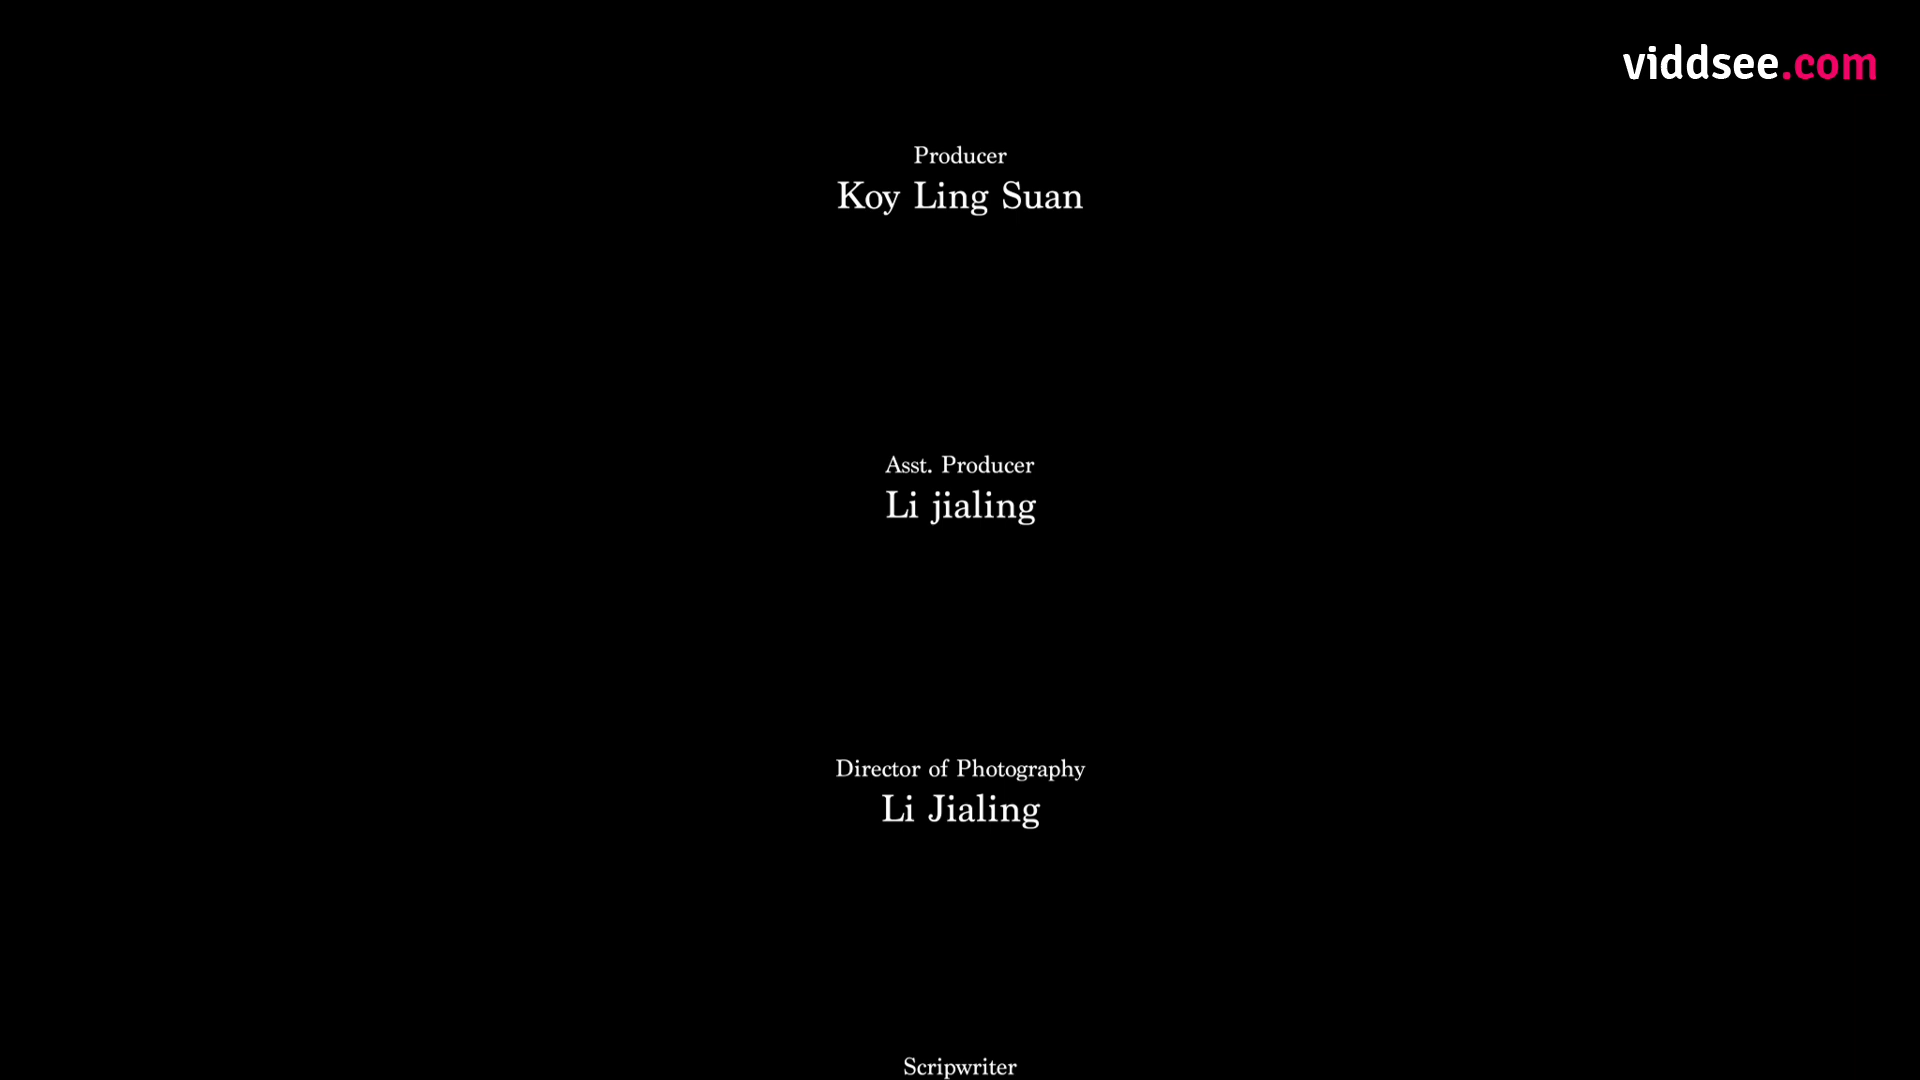 viddsee.com
Producer
Koy Ling Suan
Asst. Producer
Li jialing
Director of Photography
Li Jialing
Scripwriter